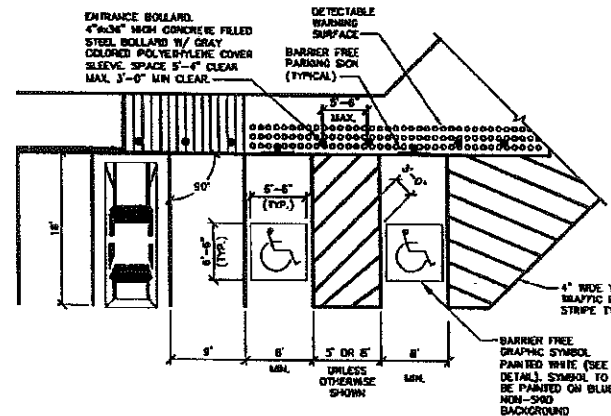 ENTRANCE BOLLARD.
4"øx36" HIGH CONCRETE FILLED
STEEL BOLLARD W/ GRAY
COLORED POLYETHYLENE COVER
SLEEVE. SPACE 5'-4" CLEAR
MAX. 3'-0" MIN CLEAR.
DETECTABLE
WARNING
SURFACE
BARRIER FREE
PARKING SIGN
(TYPICAL)
5'-6"
MAX.
90°
18'
5'-6"
(TYP.)
(TYP.)
4" WIDE
STRIPE
9'
8'
MIN.
5' OR 8'
UNLESS
OTHERWISE
SHOWN
8'
MIN.
BARRIER FREE
GRAPHIC SYMBOL
PAINTED WHITE (SEE
DETAIL). SYMBOL TO
BE PAINTED ON BLUE
NON-SKID
BACKGROUND